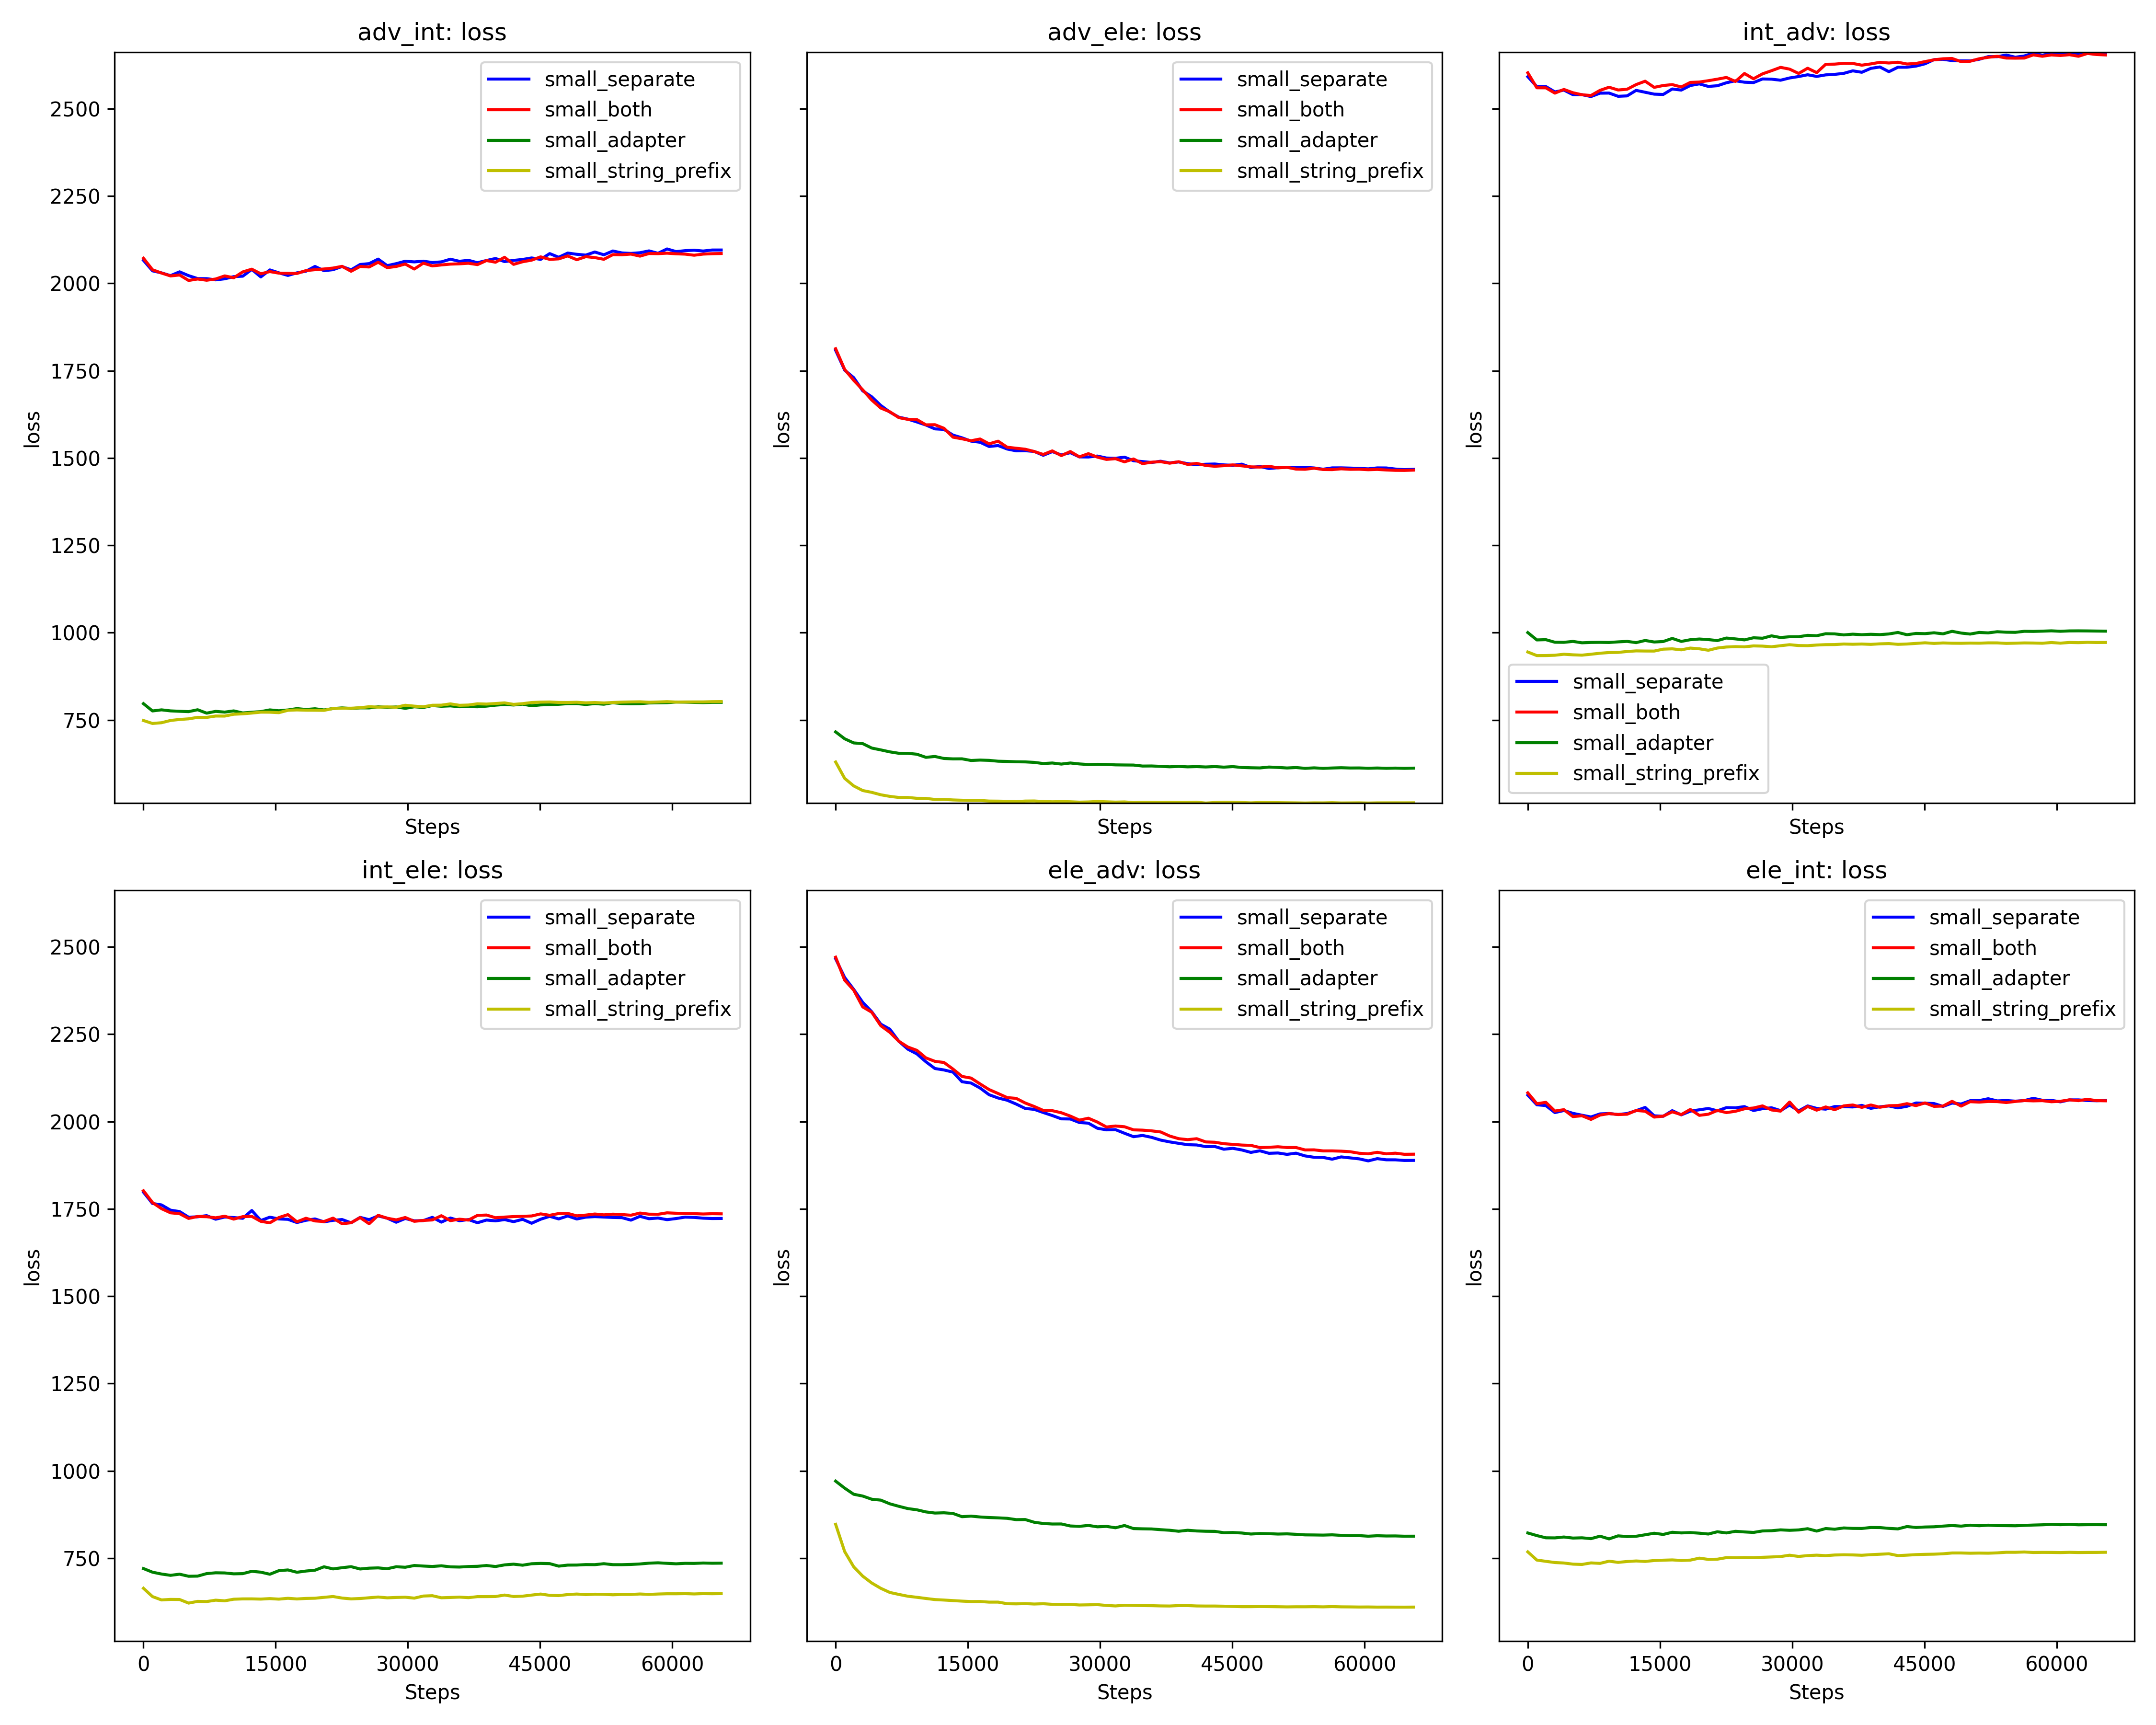 adv_int: loss
2500
2250
2000
1750
1500
1250
1000
750
loss
small_separate
small_both
small_adapter
small_string_prefix
Steps
adv_ele: loss
loss
small_separate
small_both
small_adapter
small_string_prefix
Steps
int_adv: loss
loss
small_separate
small_both
small_adapter
small_string_prefix
Steps
int_ele: loss
2500
2250
2000
1750
1500
1250
1000
750
loss
small_separate
small_both
small_adapter
small_string_prefix
0 15000 30000 45000 60000
Steps
ele_adv: loss
loss
small_separate
small_both
small_adapter
small_string_prefix
0 15000 30000 45000 60000
Steps
ele_int: loss
loss
small_separate
small_both
small_adapter
small_string_prefix
0 15000 30000 45000 60000
Steps